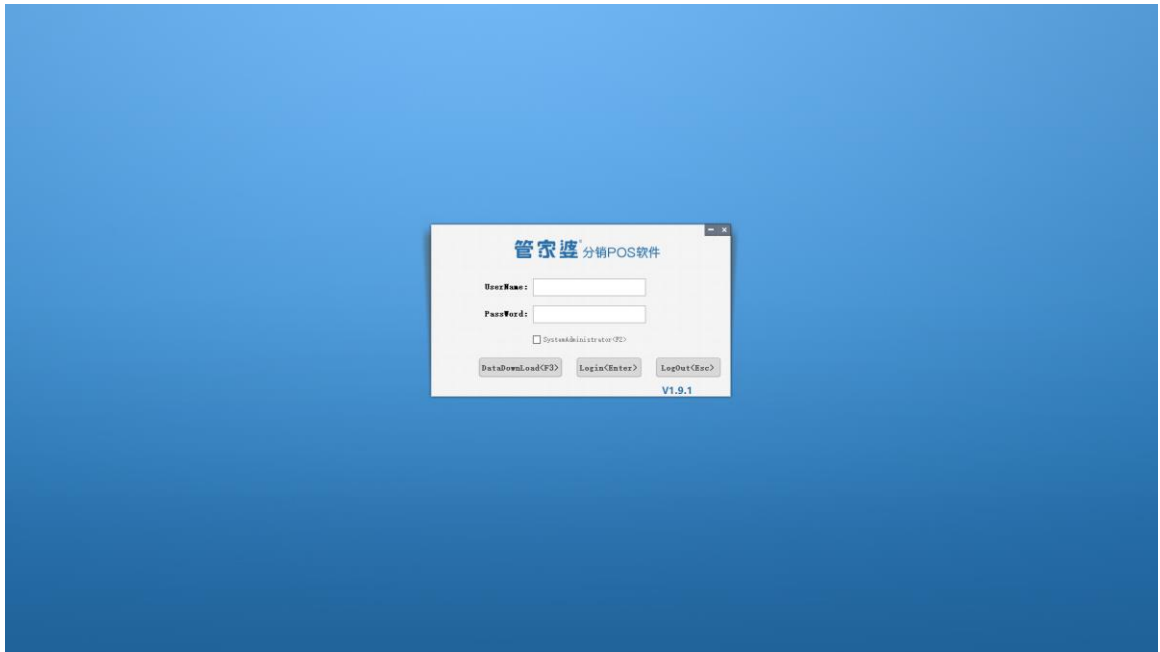 管家婆 分销POS软件
UserName:
PassWord:
SystemAdministrator<F2>
DataDownLoad<F3> Login<Enter> LogOut<Esc>
V1.9.1